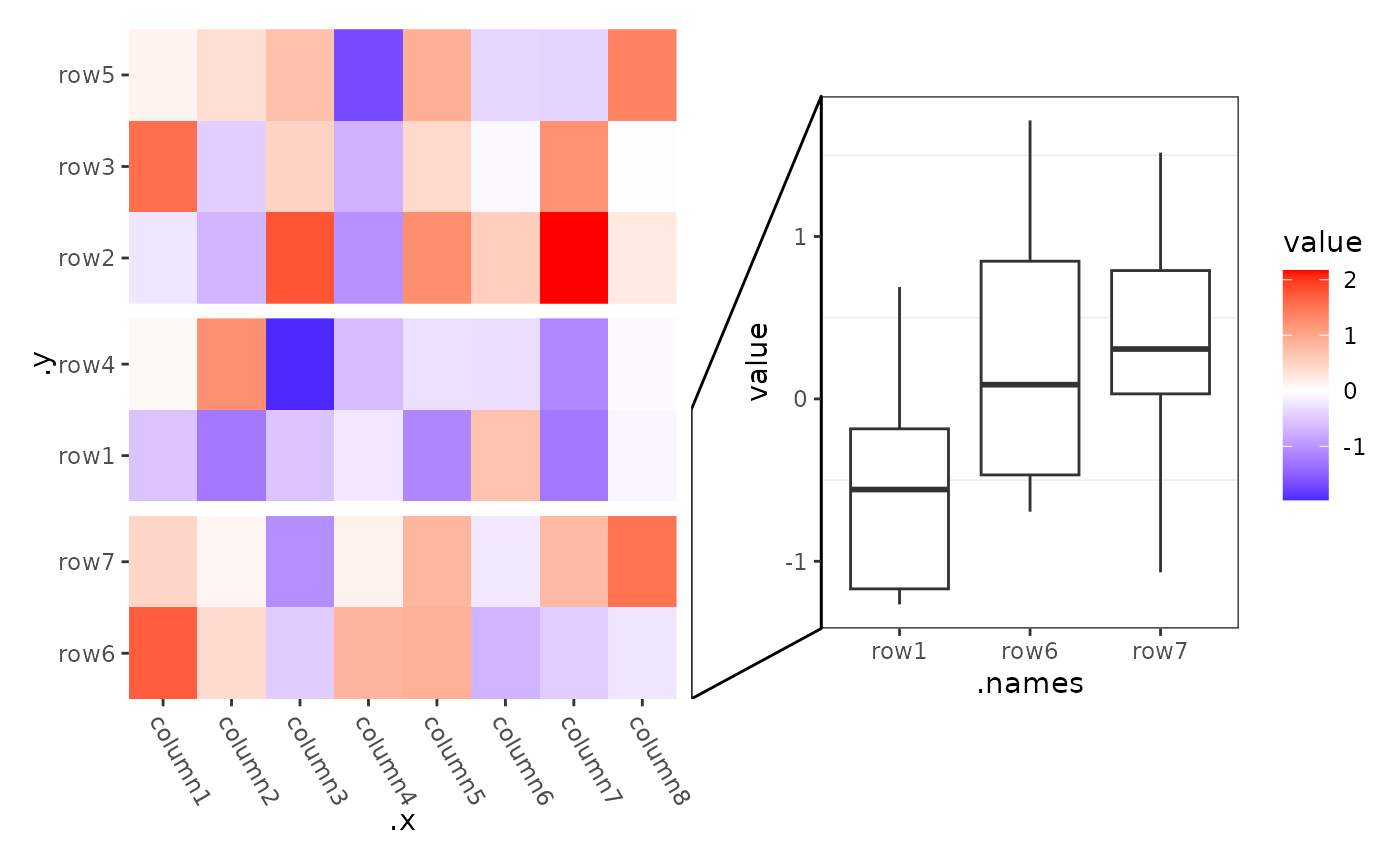 row5
row3
row2
row4
row1
row7
row6
.y
column1
column2
column3
column4
column5
column6
column7
column8
.x
value
1
0
-1
row1
row6
row7
.names
value
2
1
0
-1